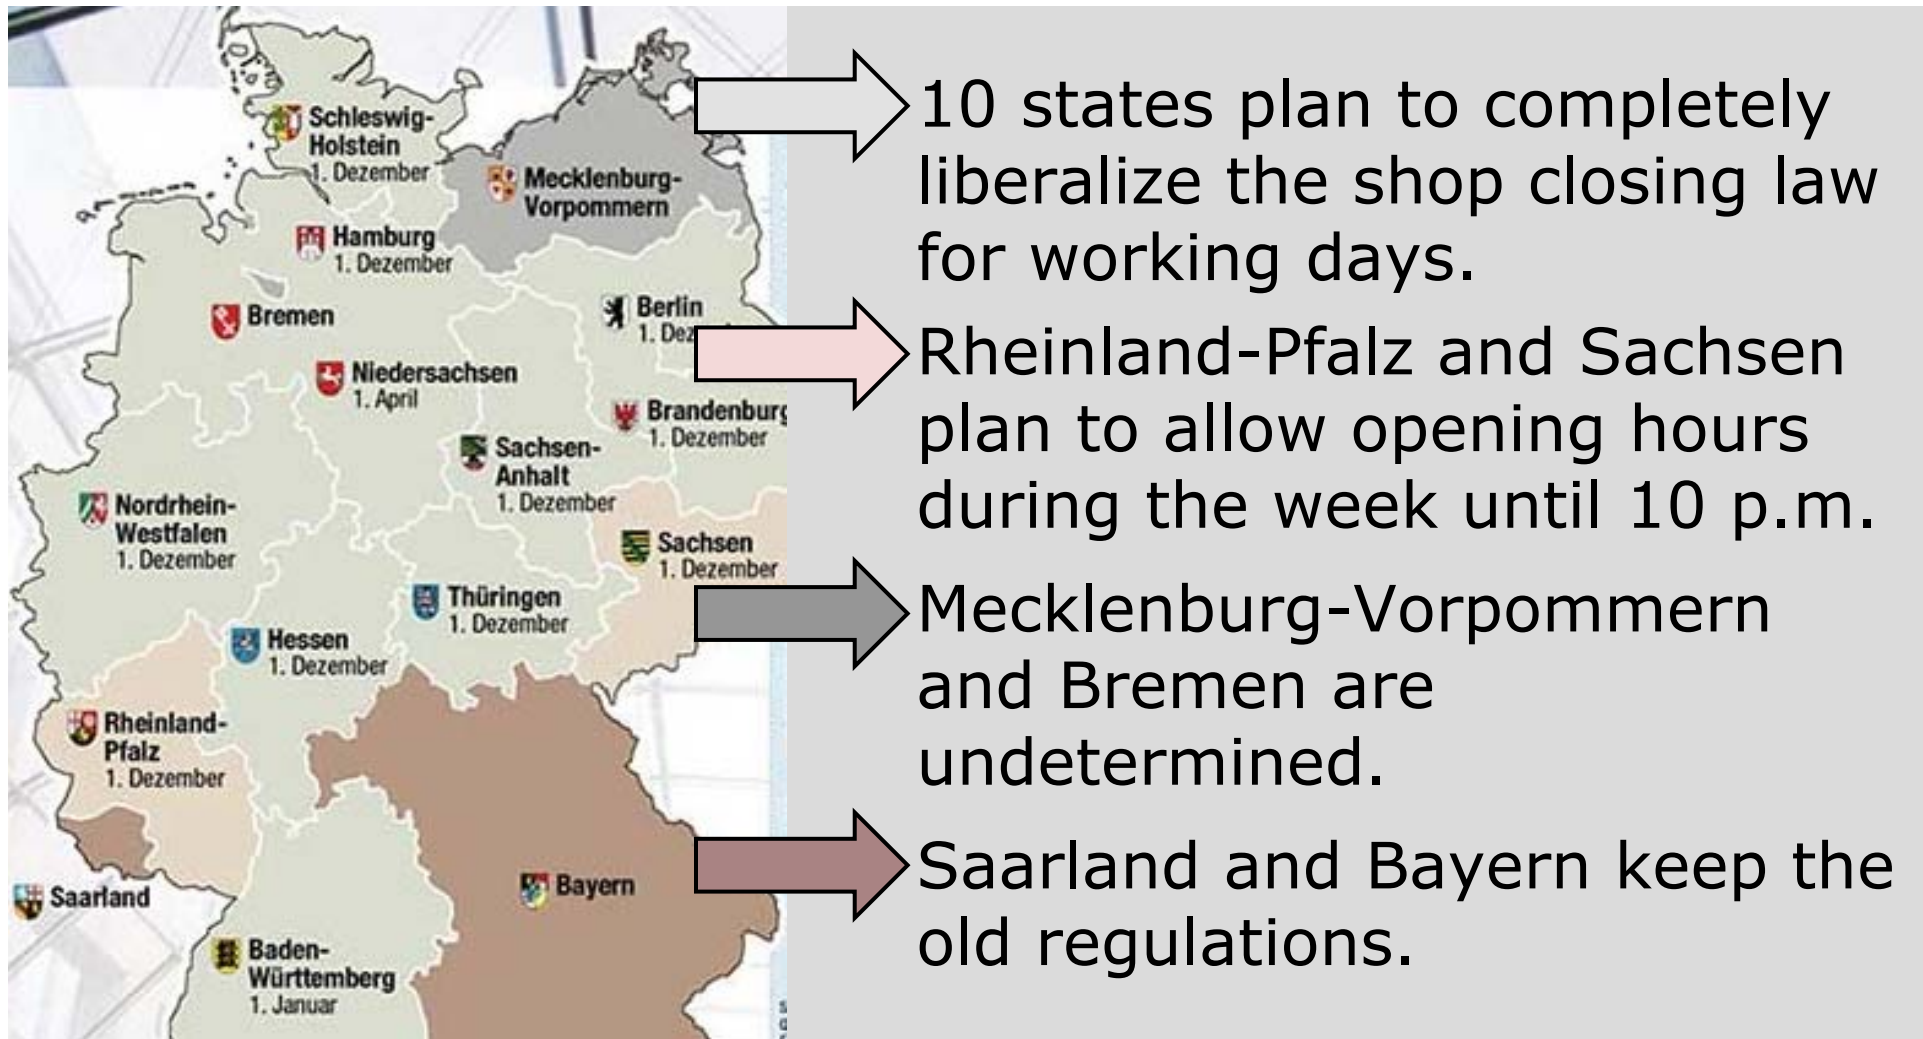 Schleswig-
Holstein
1. Dezember
Mecklenburg-
Vorpommern
Hamburg
1. Dezember
Bremen
Berlin
1. Dez
Niedersachsen
1. April
Brandenburg
1. Dezember
Sachsen-
Anhalt
1. Dezember
Nordrhein-
Westfalen
1. Dezember
Sachsen
1. Dezember
Thüringen
1. Dezember
Hessen
1. Dezember
Rheinland-
Pfalz
1. Dezember
Saarland
Bayern
Baden-
Württemberg
1. Januar
10 states plan to completely
liberalize the shop closing law
for working days.
Rheinland-Pfalz and Sachsen
plan to allow opening hours
during the week until 10 p.m.
Mecklenburg-Vorpommern
and Bremen are
undetermined.
Saarland and Bayern keep the
old regulations.